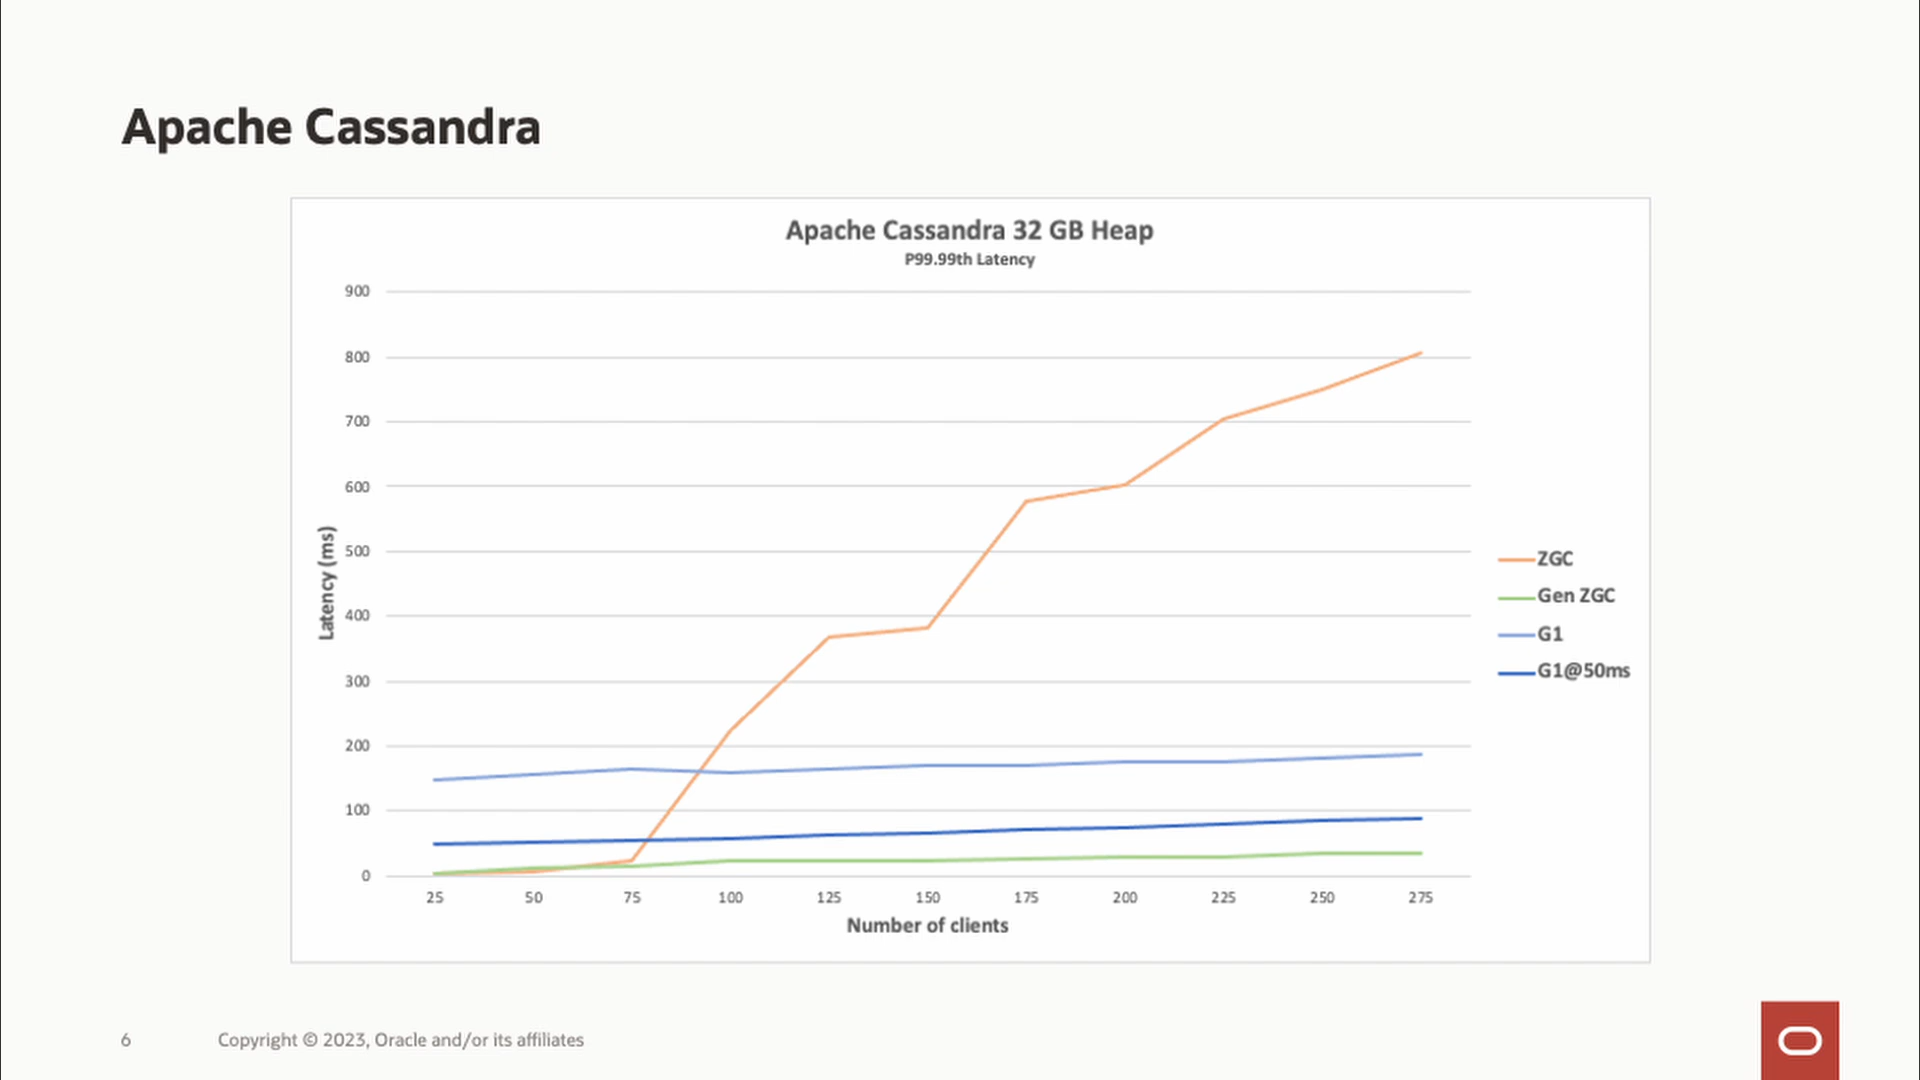 Apache Cassandra
Apache Cassandra 32 GB Heap
P99.99th Latency
900
800
700
600
500
400
300
200
100
0
Latency (ms)
25 50 75 100 125 150 175 200 225 250 275
Number of clients
ZGC
Gen ZGC
G1
G1@50ms
6 Copyright © 2023, Oracle and/or its affiliates